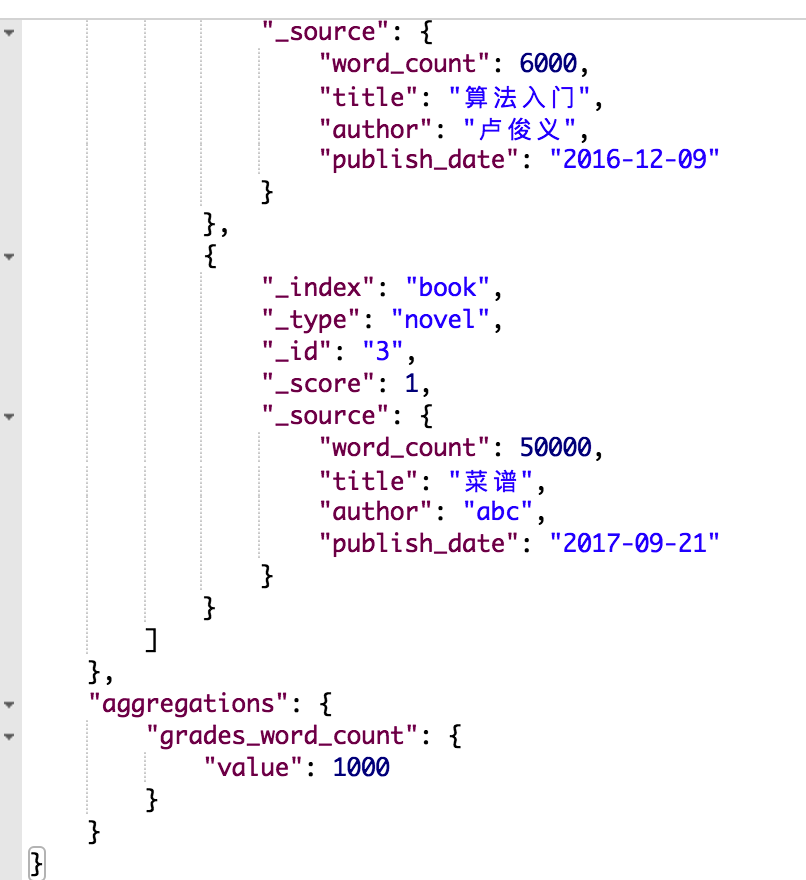 "_source": {
"word_count": 6000,
"title": "算法入门",
"author": "卢俊义",
"publish_date": "2016-12-09"
}
},
{
"_index": "book",
"_type": "novel",
"_id": "3",
"_score": 1,
"_source": {
"word_count": 50000,
"title": "菜谱",
"author": "abc",
"publish_date": "2017-09-21"
}
}
]
},
"aggregations": {
"grades_word_count": {
"value": 1000
}
}
}